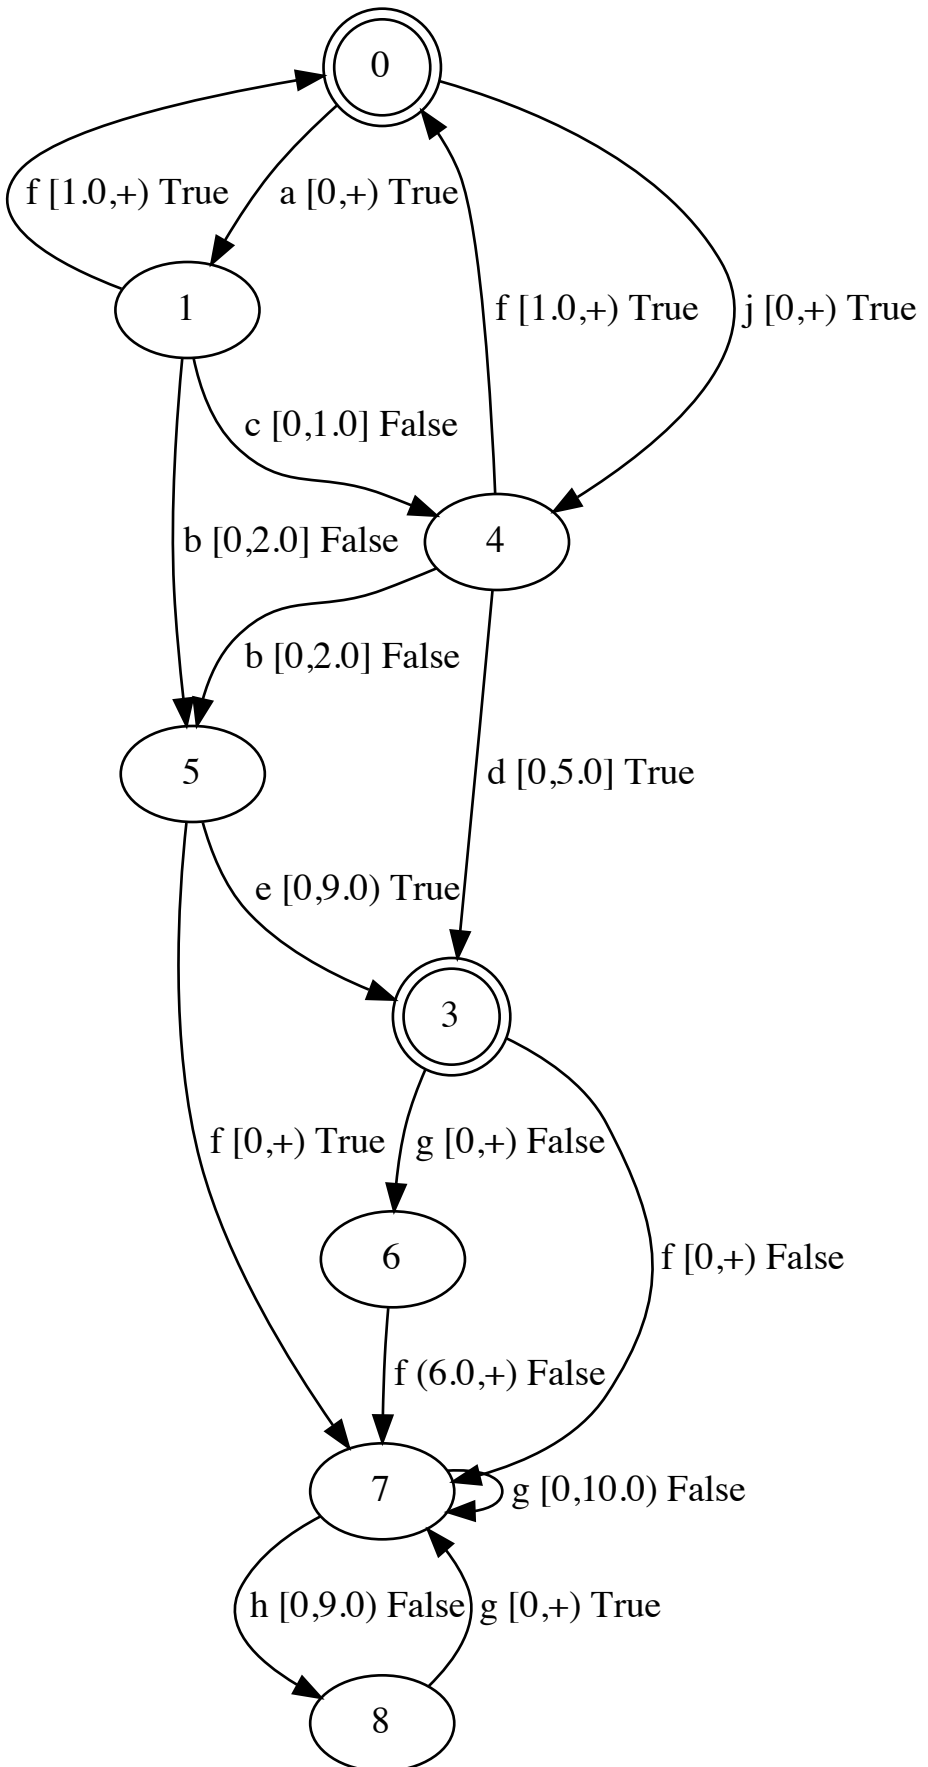 0
f [1.0,+) True
a [0,+) True
1
f [1.0,+) True
j [0,+) True
c [0,1.0] False
b [0,2.0] False
4
b [0,2.0] False
5
d [0,5.0] True
e [0,9.0) True
3
f [0,+) True
g [0,+) False
6
f [0,+) False
f (6.0,+) False
7
g [0,10.0) False
h [0,9.0) False
g [0,+) True
8